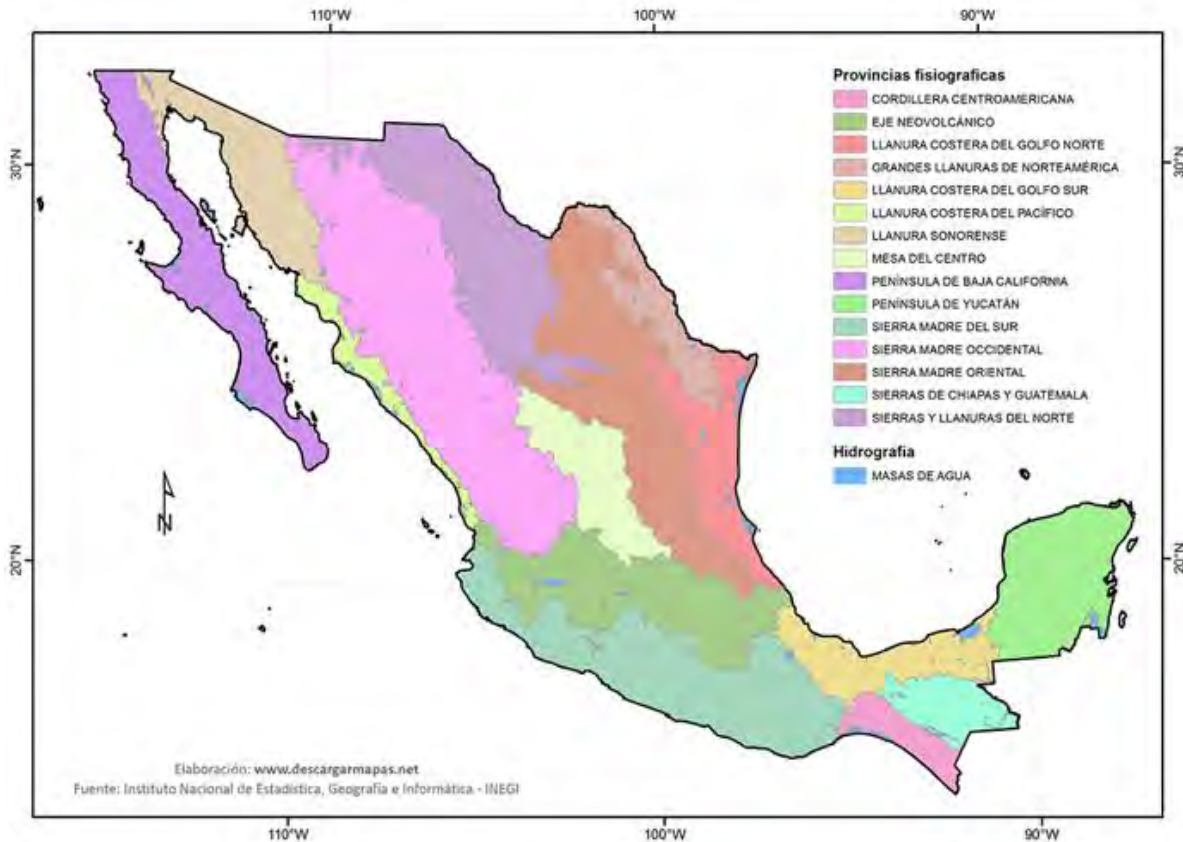 110°W
100°W
90°W
30°N
30°N
Provincias fisiograficas
CORDILLERA CENTROAMERICANA
EJE NEOVOLCÁNICO
LLANURA COSTERA DEL GOLFO NORTE
GRANDES LLANURAS DE NORTEAMÉRICA
LLANURA COSTERA DEL GOLFO SUR
LLANURA COSTERA DEL PACÍFICO
LLANURA SONORENSE
MESA DEL CENTRO
PENÍNSULA DE BAJA CALIFORNIA
PENÍNSULA DE YUCATÁN
SIERRA MADRE DEL SUR
SIERRA MADRE OCCIDENTAL
SIERRA MADRE ORIENTAL
SIERRAS DE CHIAPAS Y GUATEMALA
SIERRAS Y LLANURAS DEL NORTE
Hidrografia
MASAS DE AGUA
N
20°N
20°N
Elaboración: www.descargarmapas.net
Fuente: Instituto Nacional de Estadística, Geografía e Informática - INEGI
110°W
100°W
90°W